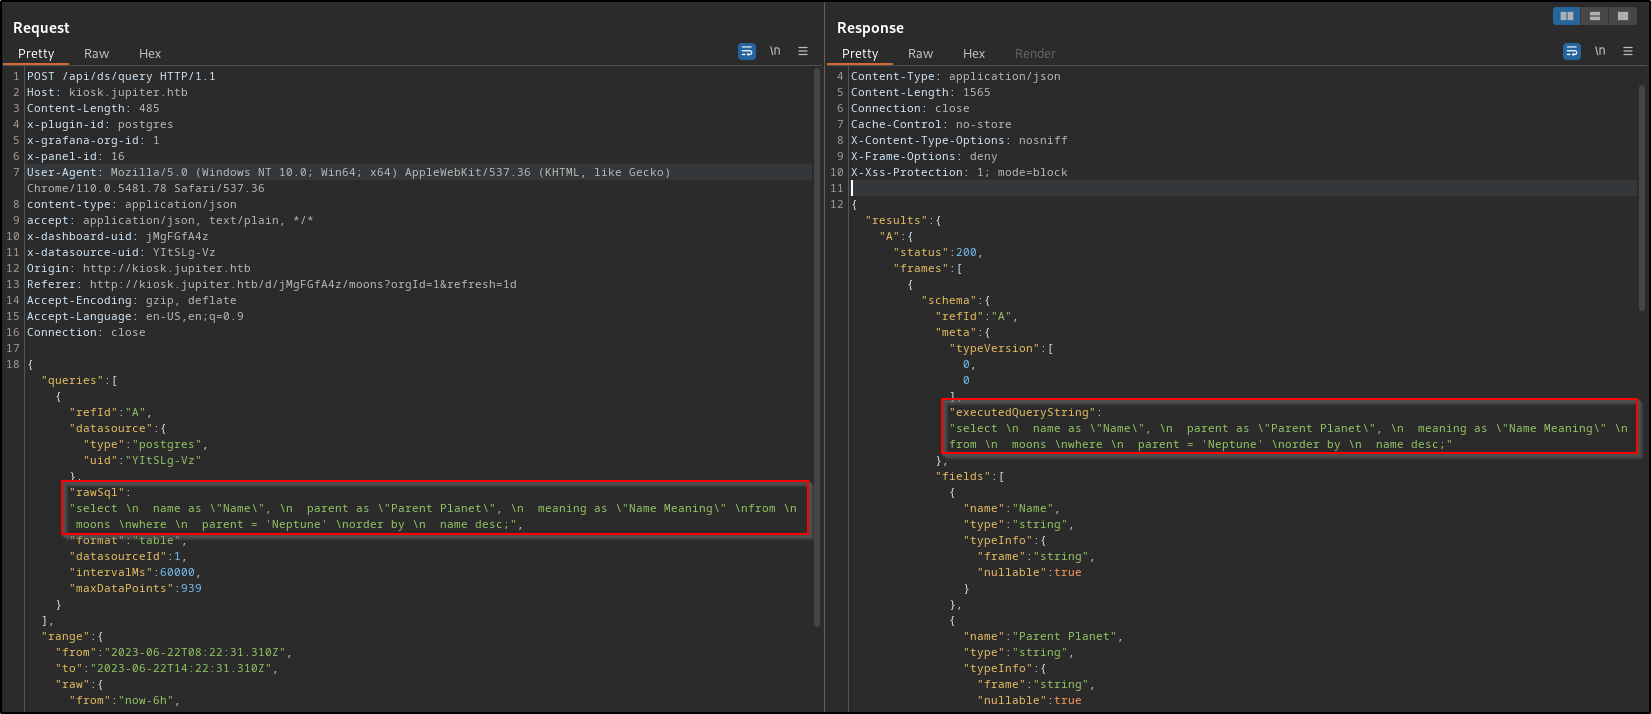 Request
Pretty Raw Hex \n
1 POST /api/ds/query HTTP/1.1
2 Host: kiosk.jupiter.htb
3 Content-Length: 485
4 x-plugin-id: postgres
5 x-grafana-org-id: 1
6 x-panel-id: 16
7 User-Agent: Mozilla/5.0 (Windows NT 10.0; Win64; x64) AppleWebKit/537.36 (KHTML, like Gecko)
Chrome/110.0.5481.78 Safari/537.36
8 content-type: application/json
9 accept: application/json, text/plain, */*
10 x-dashboard-uid: jMgFGfA4z
11 x-datasource-uid: YItSLg-Vz
12 Origin: http://kiosk.jupiter.htb
13 Referer: http://kiosk.jupiter.htb/d/jMgFGfA4z/moons?orgId=1&refresh=1d
14 Accept-Encoding: gzip, deflate
15 Accept-Language: en-US,en;q=0.9
16 Connection: close
17
18 {
"queries":[
{
"refId":"A",
"datasource":{
"type":"postgres",
"uid":"YItSLg-Vz"
},
"rawSql":
"select \n  name as \"Name\", \n  parent as \"Parent Planet\", \n  meaning as \"Name Meaning\" \nfrom \n
moons \nwhere \n  parent = 'Neptune' \norder by \n  name desc;",
"format":"table",
"datasourceId":1,
"intervalMs":60000,
"maxDataPoints":939
}
],
"range":{
"from":"2023-06-22T08:22:31.310Z",
"to":"2023-06-22T14:22:31.310Z",
"raw":{
"from":"now-6h",
Response
Pretty Raw Hex Render \n
4 Content-Type: application/json
5 Content-Length: 1565
6 Connection: close
7 Cache-Control: no-store
8 X-Content-Type-Options: nosniff
9 X-Frame-Options: deny
10 X-Xss-Protection: 1; mode=block
11
12 {
"results":{
"A":{
"status":200,
"frames":[
{
"schema":{
"refId":"A",
"meta":{
"typeVersion":[
0,
0
],
"executedQueryString":
"select \n  name as \"Name\", \n  parent as \"Parent Planet\", \n  meaning as \"Name Meaning\" \n
from \n  moons \nwhere \n  parent = 'Neptune' \norder by \n  name desc;"
},
"fields":[
{
"name":"Name",
"type":"string",
"typeInfo":{
"frame":"string",
"nullable":true
}
},
{
"name":"Parent Planet",
"type":"string",
"typeInfo":{
"frame":"string",
"nullable":true